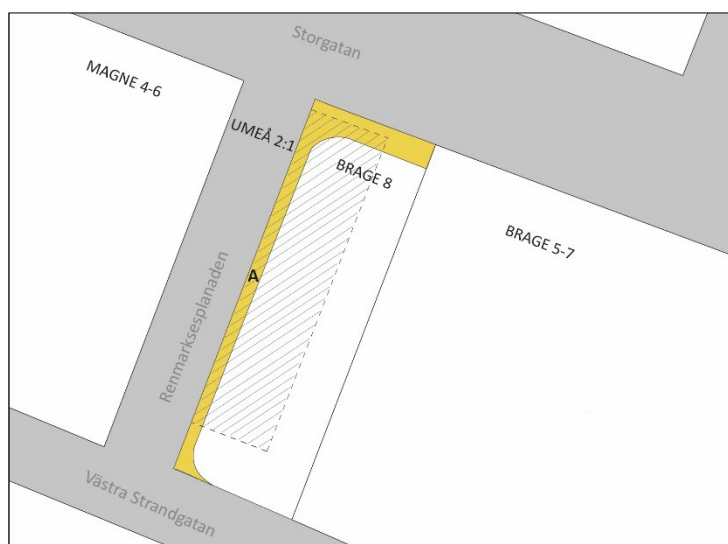 Storgatan
MAGNE 4-6
UMEÅ 2:1
BRAGE 8
BRAGE 5-7
A
Renmarksesplanaden
Västra Strandgatan